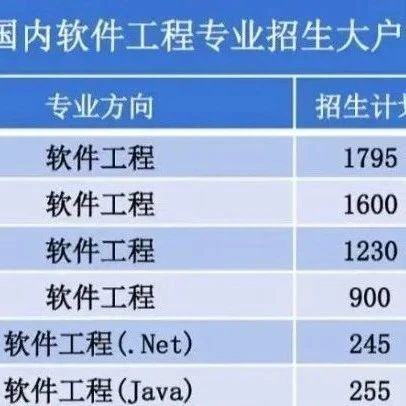 国内软件工程专业招生大户
专业方向 招生计划
软件工程 1795
软件工程 1600
软件工程 1230
软件工程 900
软件工程(.Net) 245
软件工程(Java) 255